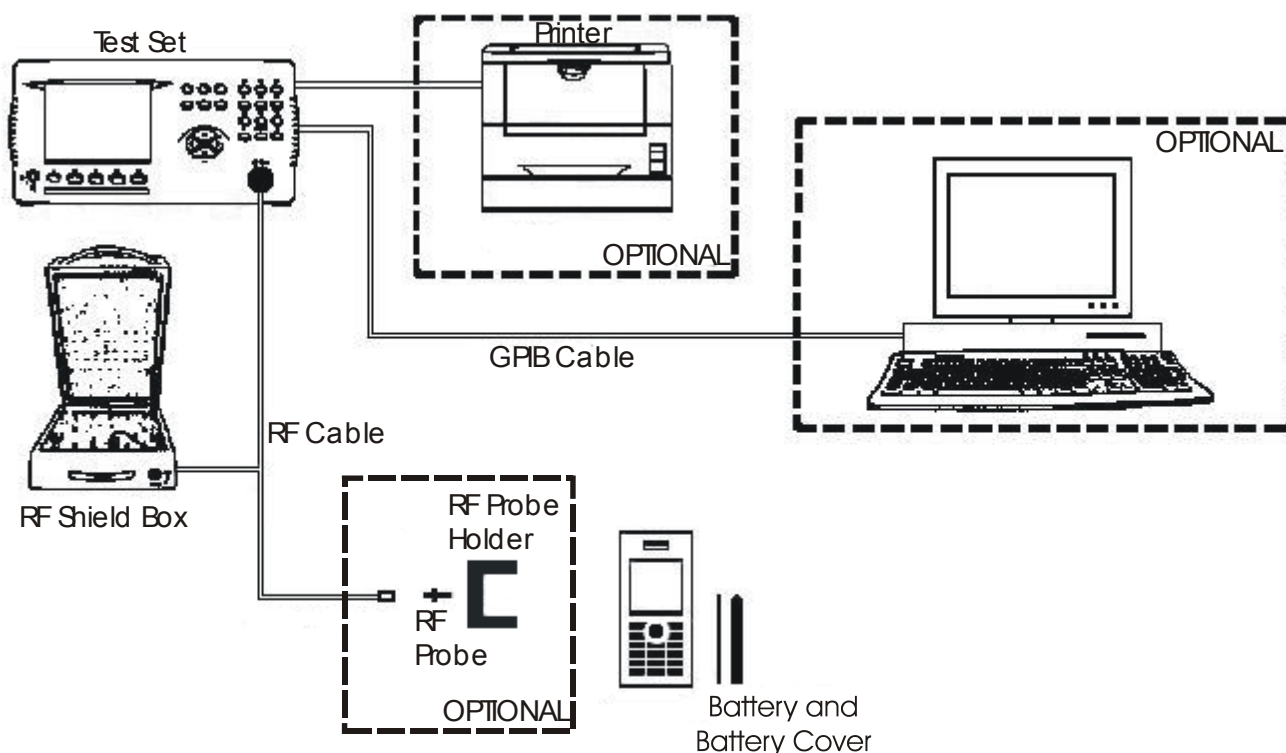 Test Set
Printer
OPTIONAL
OPTIONAL
GPIB Cable
RF Cable
RF Shield Box
RF Probe
Holder
RF
Probe
OPTIONAL
Battery and
Battery Cover